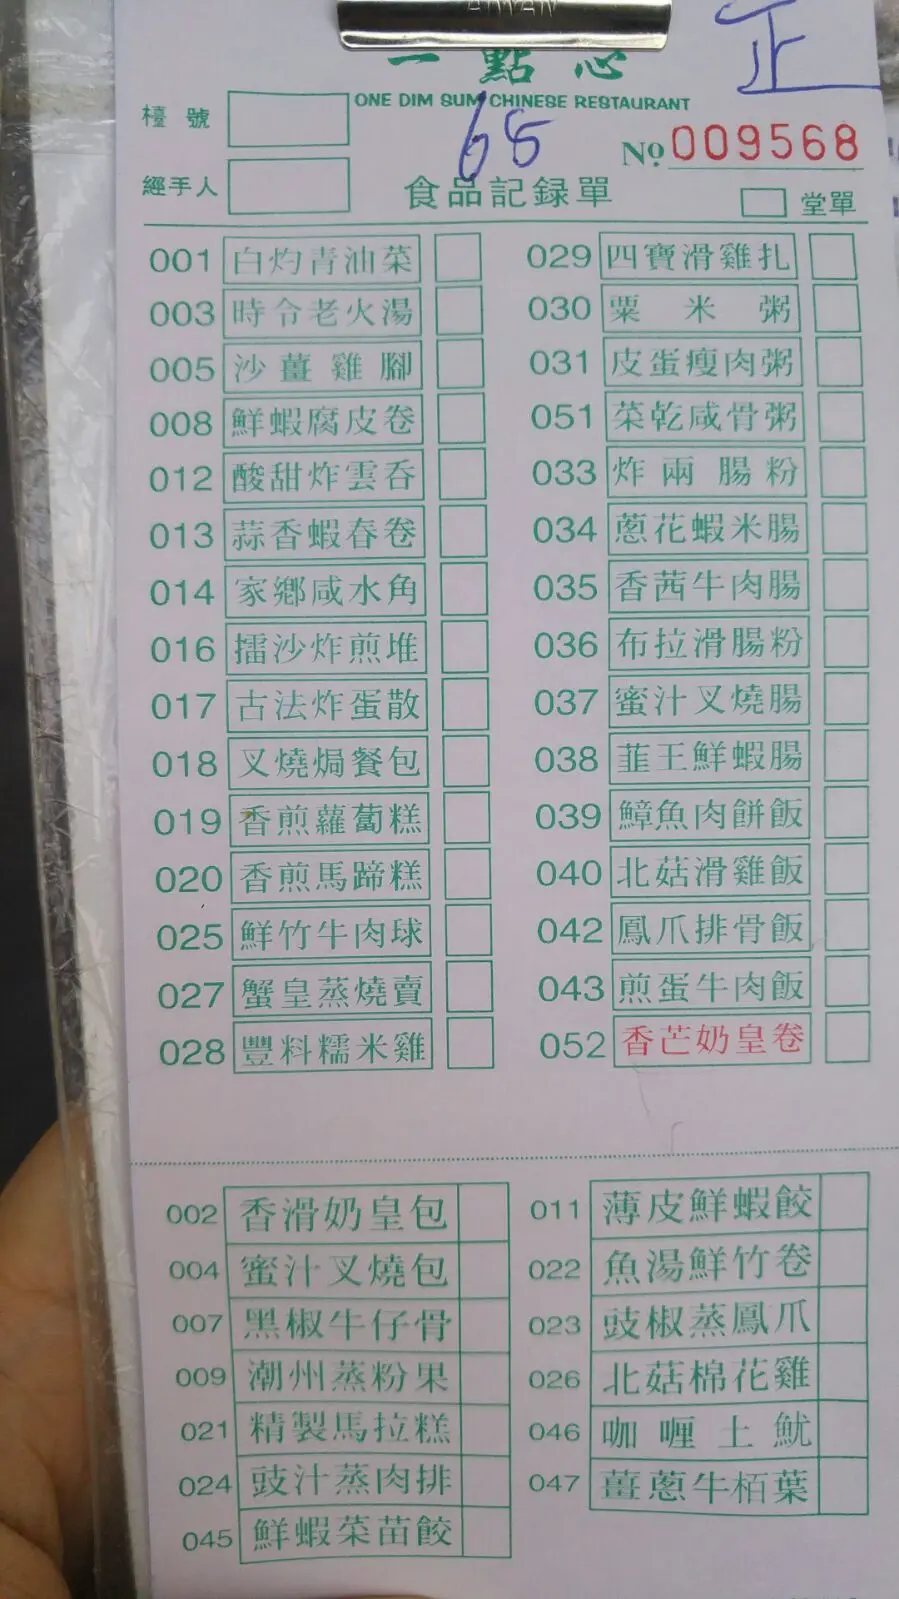 一點心
正
ONE DIM SUM CHINESE RESTAURANT
檯號
68
№ 009568
經手人
食品記録單
堂單
001 白灼青油菜
003 時令老火湯
005 沙薑雞腳
008 鮮蝦腐皮卷
012 酸甜炸雲吞
013 蒜香蝦春卷
014 家鄉咸水角
016 擂沙炸煎堆
017 古法炸蛋散
018 叉燒焗餐包
019 香煎蘿蔔糕
020 香煎馬蹄糕
025 鮮竹牛肉球
027 蟹皇蒸燒賣
028 豐料糯米雞
029 四寶滑雞扎
030 粟米粥
031 皮蛋瘦肉粥
051 菜乾咸骨粥
033 炸兩腸粉
034 蔥花蝦米腸
035 香茜牛肉腸
036 布拉滑腸粉
037 蜜汁叉燒腸
038 韮王鮮蝦腸
039 鱆魚肉餅飯
040 北菇滑雞飯
042 鳳爪排骨飯
043 煎蛋牛肉飯
052 香芒奶皇卷
002 香滑奶皇包
004 蜜汁叉燒包
007 黑椒牛仔骨
009 潮州蒸粉果
021 精製馬拉糕
024 豉汁蒸肉排
045 鮮蝦菜苗餃
011 薄皮鮮蝦餃
022 魚湯鮮竹卷
023 豉椒蒸鳳爪
026 北菇棉花雞
046 咖喱土魷
047 薑蔥牛栢葉